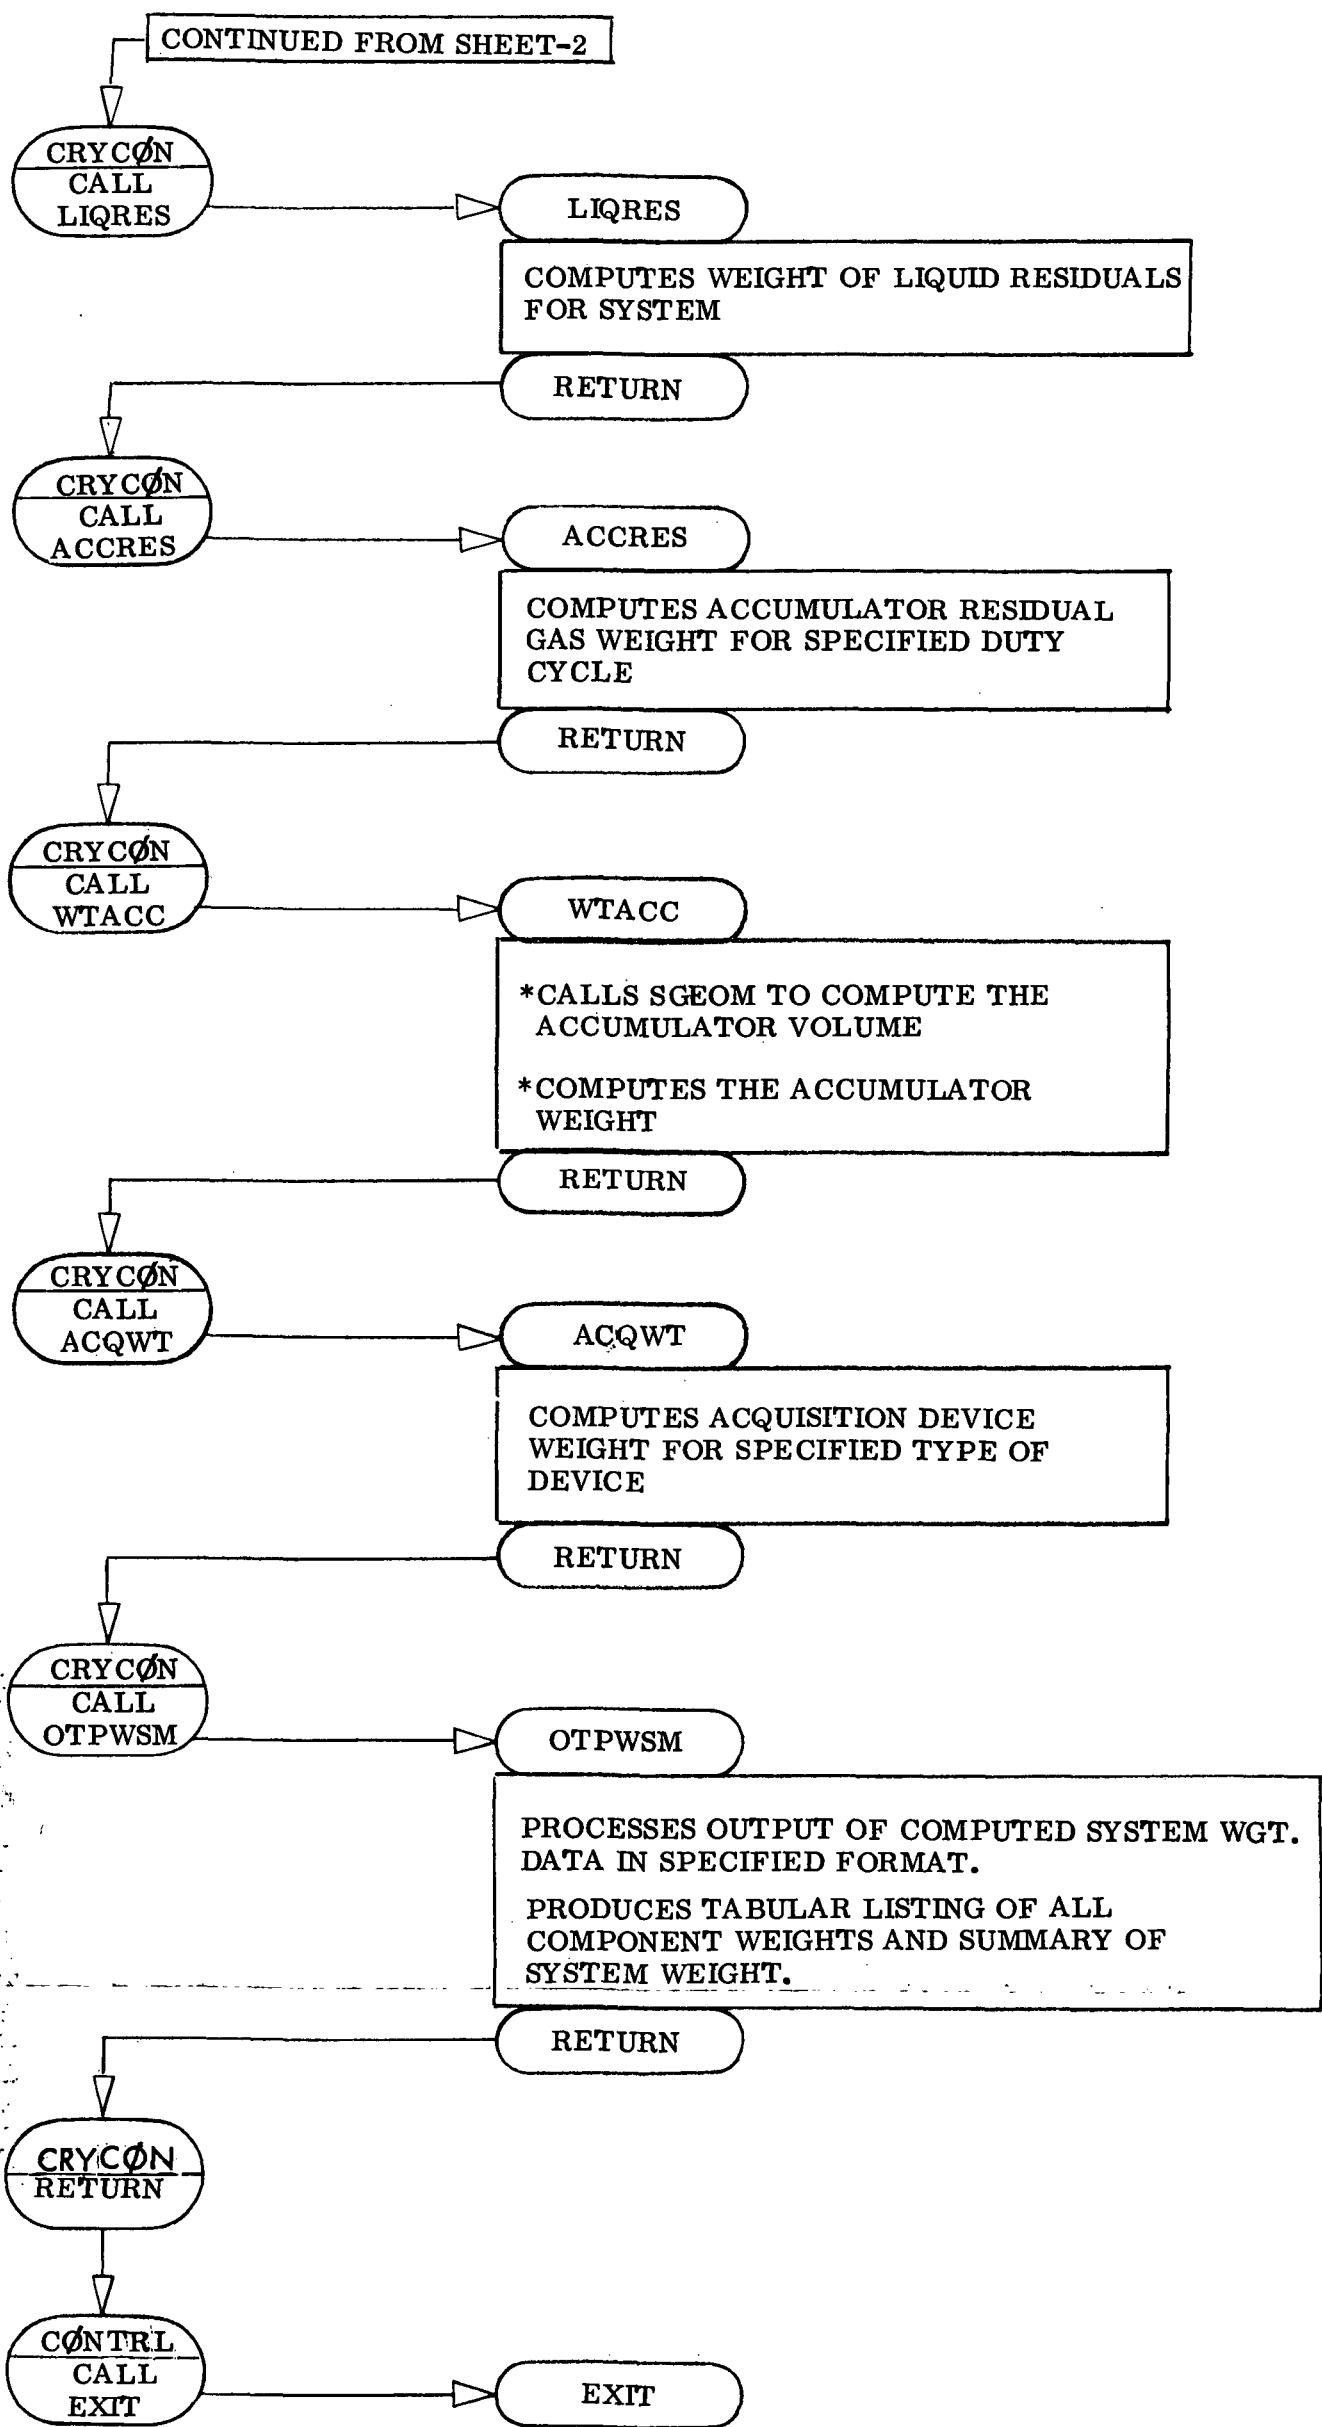 CONTINUED FROM SHEET-2
CRYCØN
CALL
LIQRES
LIQRES
COMPUTES WEIGHT OF LIQUID RESIDUALS
FOR SYSTEM
RETURN
CRYCØN
CALL
ACCRES
ACCRES
COMPUTES ACCUMULATOR RESIDUAL
GAS WEIGHT FOR SPECIFIED DUTY
CYCLE
RETURN
CRYCØN
CALL
WTACC
WTACC
*CALLS SGEOM TO COMPUTE THE
ACCUMULATOR VOLUME
*COMPUTES THE ACCUMULATOR
WEIGHT
RETURN
CRYCØN
CALL
ACQWT
ACQWT
COMPUTES ACQUISITION DEVICE
WEIGHT FOR SPECIFIED TYPE OF
DEVICE
RETURN
CRYCØN
CALL
OTPWSM
OTPWSM
PROCESSES OUTPUT OF COMPUTED SYSTEM WGT.
DATA IN SPECIFIED FORMAT.
PRODUCES TABULAR LISTING OF ALL
COMPONENT WEIGHTS AND SUMMARY OF
SYSTEM WEIGHT.
RETURN
CRYCØN
RETURN
CØNTRL
CALL
EXIT
EXIT